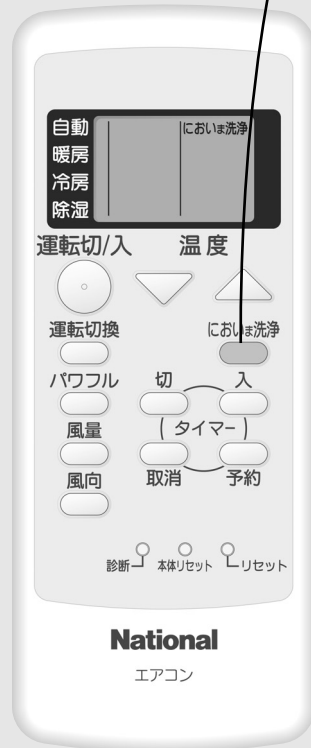 自動
におい洗浄
暖房
冷房
除湿
運転切/入
温度
運転切換
におい洗浄
パワフル
切
入
風量
(タイマー)
風向
取消
予約
診断
本体リセット
リセット
National
エアコン